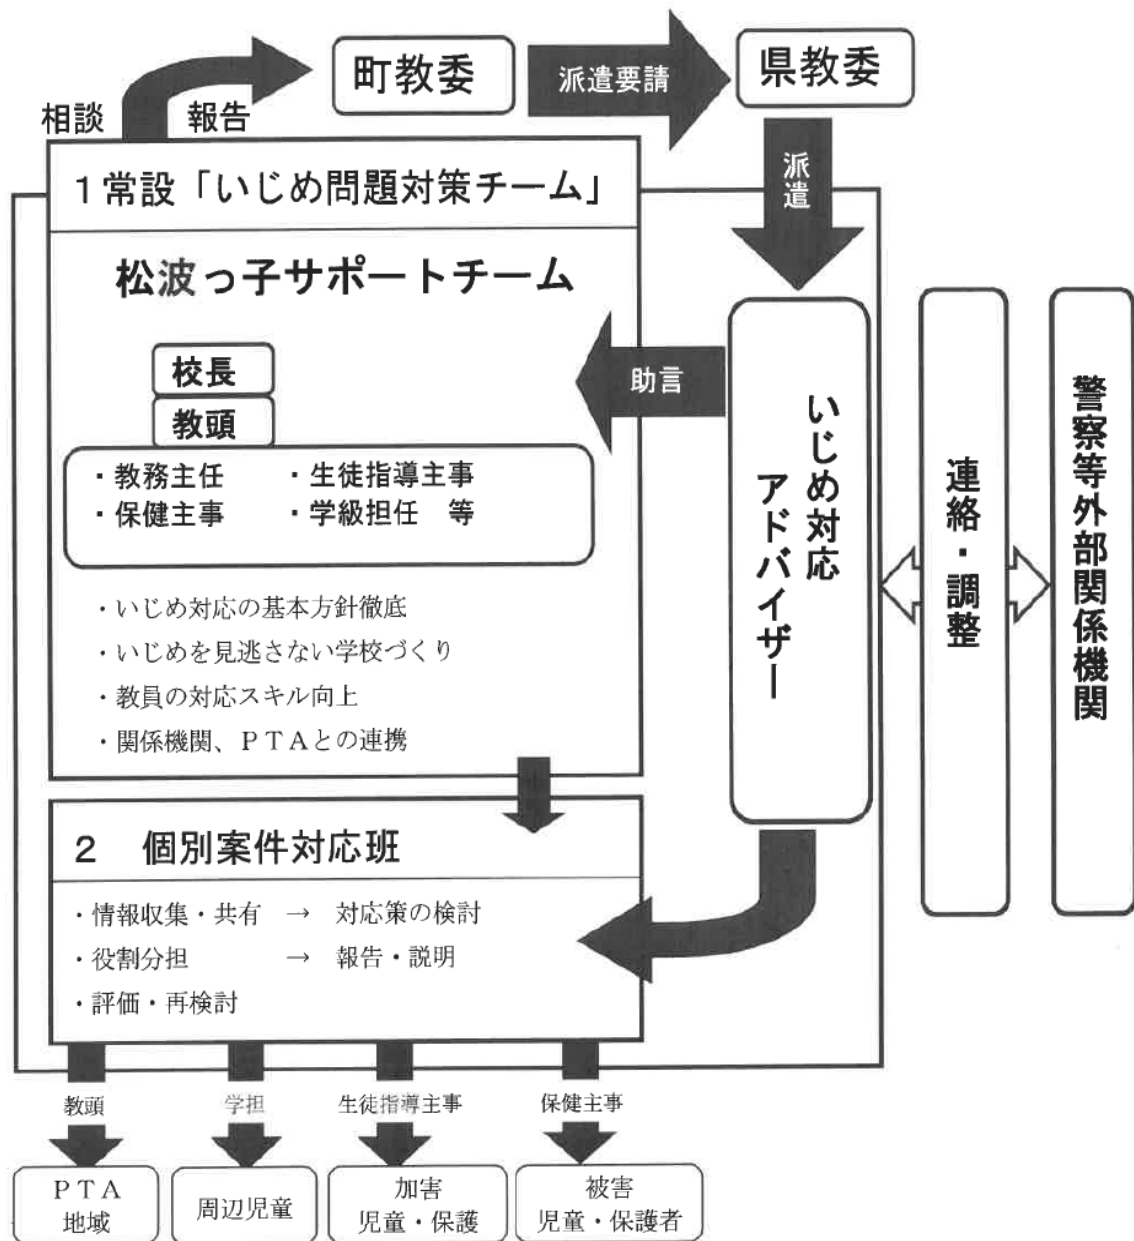 町教委
派遣要請
県教委
相談
報告
派遣
1常設「いじめ問題対策チーム」
松波っ子サポートチーム
校長
教頭
・教務主任 ・生徒指導主事
・保健主事 ・学級担任 等
助言
いじめ対応
アドバイザー
連絡・調整
警察等外部関係機関
・いじめ対応の基本方針徹底
・いじめを見逃さない学校づくり
・教員の対応スキル向上
・関係機関、PTAとの連携
2 個別案件対応班
・情報収集・共有 → 対応策の検討
・役割分担 → 報告・説明
・評価・再検討
教頭
学担
生徒指導主事
保健主事
PTA
地域
周辺児童
加害
児童・保護
被害
児童・保護者